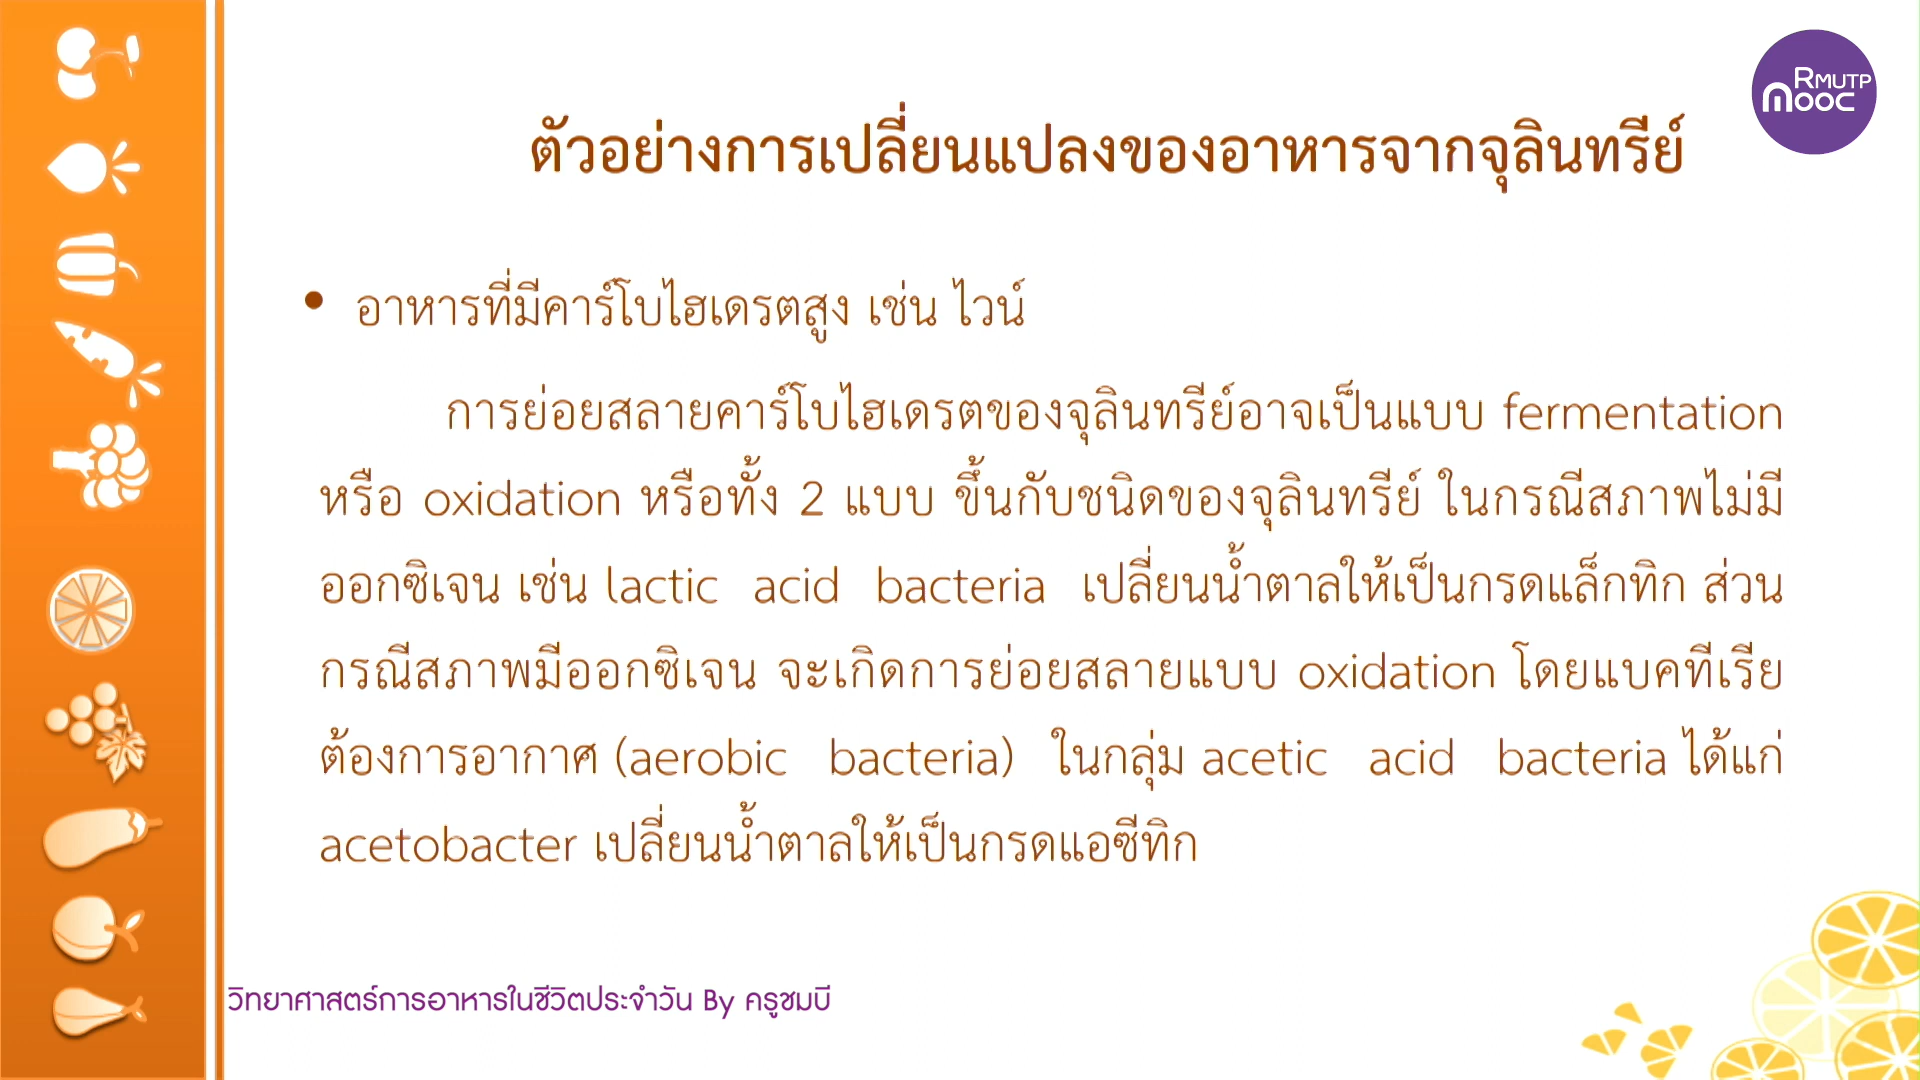 RMUTP
mooc
ตัวอย่างการเปลี่ยนแปลงของอาหารจากจุลินทรีย์
• อาหารที่มีคาร์โบไฮเดรตสูง เช่น ไวน์
การย่อยสลายคาร์โบไฮเดรตของจุลินทรีย์อาจเป็นแบบ fermentation
หรือ oxidation หรือทั้ง 2 แบบ ขึ้นกับชนิดของจุลินทรีย์ ในกรณีสภาพไม่มี
ออกซิเจน เช่น lactic acid bacteria เปลี่ยนน้ำตาลให้เป็นกรดแล็กทิก ส่วน
กรณีสภาพมีออกซิเจน จะเกิดการย่อยสลายแบบ oxidation โดยแบคทีเรีย
ต้องการอากาศ (aerobic bacteria) ในกลุ่ม acetic acid bacteria ได้แก่
acetobacter เปลี่ยนน้ำตาลให้เป็นกรดแอซีทิก
วิทยาศาสตร์การอาหารในชีวิตประจำวัน By ครูชมบี